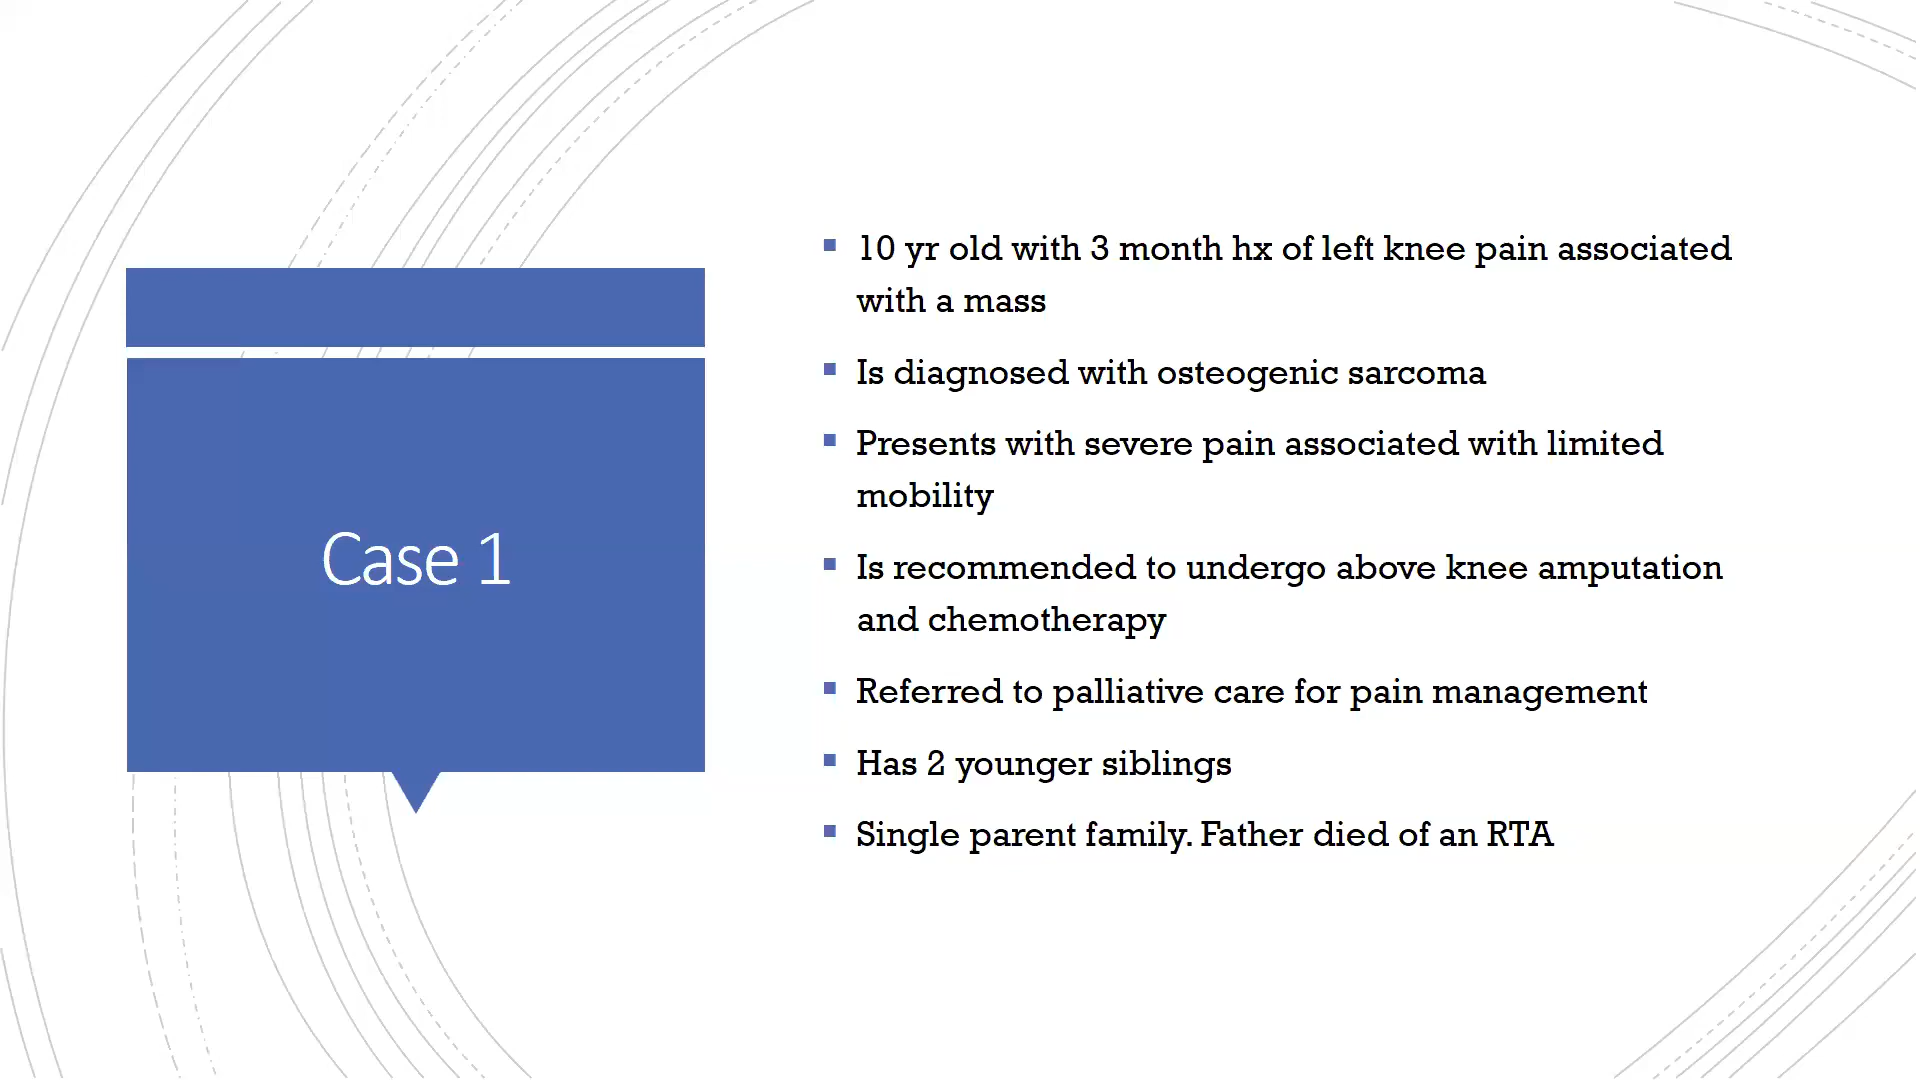 Case 1
10 yr old with 3 month hx of left knee pain associated
with a mass
Is diagnosed with osteogenic sarcoma
Presents with severe pain associated with limited
mobility
Is recommended to undergo above knee amputation
and chemotherapy
Referred to palliative care for pain management
Has 2 younger siblings
Single parent family. Father died of an RTA